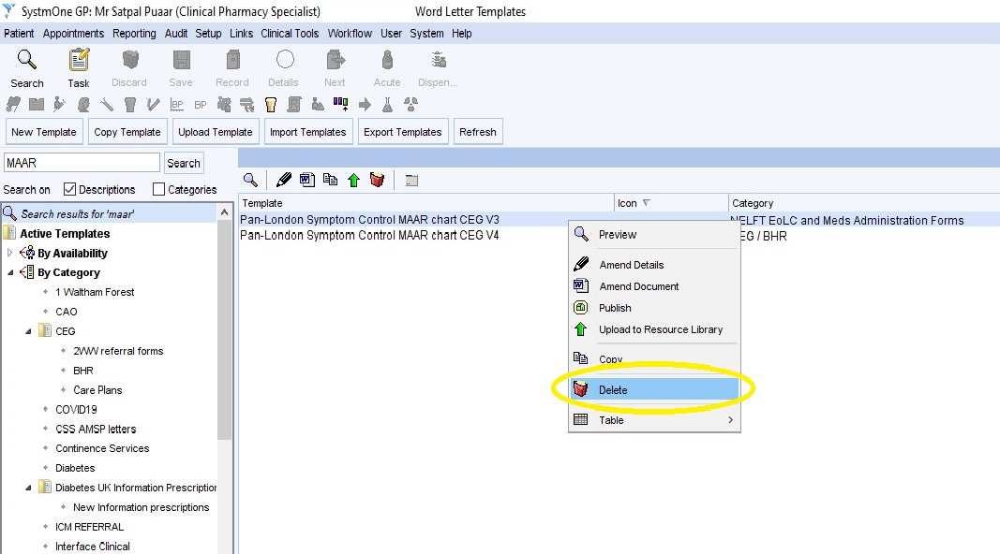 SystmOne GP: Mr Satpal Puaar (Clinical Pharmacy Specialist) Word Letter Templates
Patient Appointments Reporting Audit Setup Links Clinical Tools Workflow User System Help
Search Task Discard Save Record Details Next Acute Dispen...
BP BP
New Template Copy Template Upload Template Import Templates Export Templates Refresh
MAAR Search
Search on Descriptions Categories
Search results for 'maar'
Active Templates
By Availability
By Category
1 Waltham Forest
CAO
CEG
2WW referral forms
BHR
Care Plans
COVID19
CSS AMSP letters
Continence Services
Diabetes
Diabetes UK Information Prescription
New Information prescriptions
ICM REFERRAL
Interface Clinical
Template Icon Category
Pan-London Symptom Control MAAR chart CEG V3 NELFT EoLC and Meds Administration Forms
Pan-London Symptom Control MAAR chart CEG V4 EG / BHR
Preview
Amend Details
Amend Document
Publish
Upload to Resource Library
Copy
Delete
Table